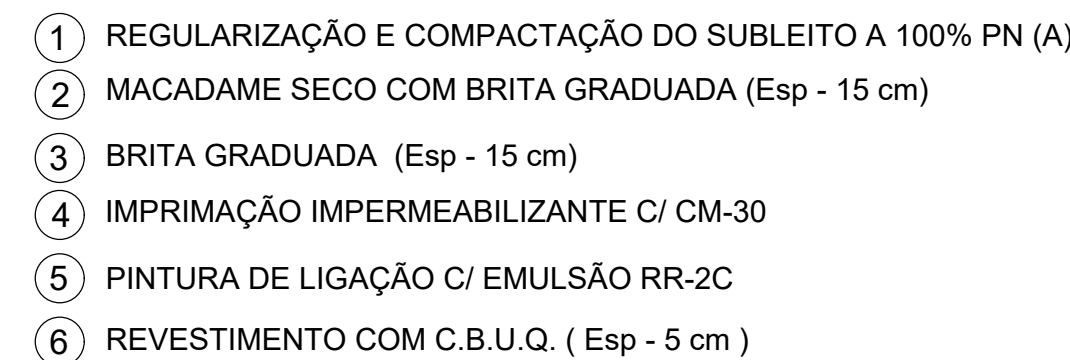 1 REGULARIZAÇÃO E COMPACTAÇÃO DO SUBLEITO A 100% PN (A)
2 MACADAME SECO COM BRITA GRADUADA (Esp - 15 cm)
3 BRITA GRADUADA (Esp - 15 cm)
4 IMPRIMAÇÃO IMPERMEABILIZANTE C/ CM-30
5 PINTURA DE LIGAÇÃO C/ EMULSÃO RR-2C
6 REVESTIMENTO COM C.B.U.Q. ( Esp - 5 cm )